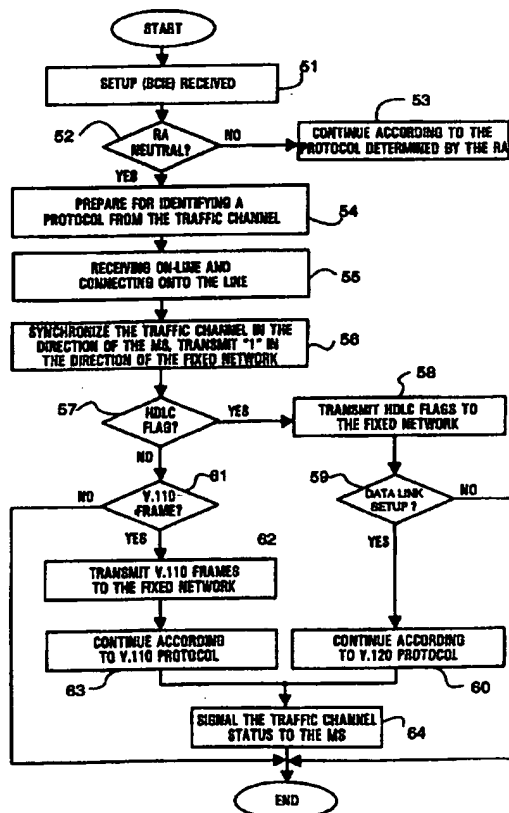 START
51
SETUP (BCIE) RECEIVED
52
RA
NEUTRAL?
NO
53
CONTINUE ACCORDING TO THE
PROTOCOL DETERMINED BY THE RA
YES
PREPARE FOR IDENTIFYING A
PROTOCOL FROM THE TRAFFIC CHANNEL
54
RECEIVING ON-LINE AND
CONNECTING ONTO THE LINE
55
SYNCHRONIZE THE TRAFFIC CHANNEL IN THE
DIRECTION OF THE MS, TRANSMIT "1" IN
THE DIRECTION OF THE FIXED NETWORK
56
57
HDLC
FLAG?
YES
58
TRANSMIT HDLC FLAGS TO
THE FIXED NETWORK
NO
61
NO
V.110
FRAME?
59
DATA LINK
SETUP ?
NO
YES
62
YES
TRANSMIT V.110 FRAMES
TO THE FIXED NETWORK
CONTINUE ACCORDING
TO V.110 PROTOCOL
63
CONTINUE ACCORDING
TO V.120 PROTOCOL
60
SIGNAL THE TRAFFIC CHANNEL
STATUS TO THE MS
64
END